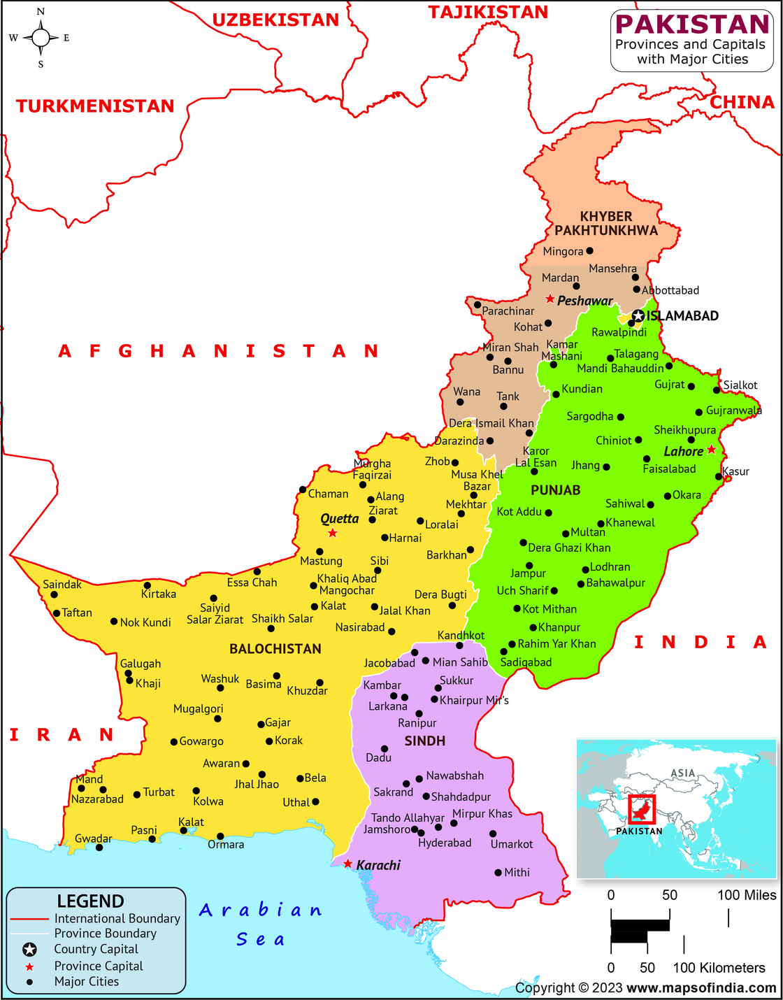 N
W E
S
UZBEKISTAN
TAJIKISTAN
PAKISTAN
Provinces and Capitals
with Major Cities
TURKMENISTAN
CHINA
KHYBER
PAKHTUNKHWA
Mingora
Mansehra
Mardan
Abbottabad
Peshawar
Parachinar
ISLAMABAD
Kohat
Rawalpindi
AFGHANISTAN
Miran Shah
Kamar
Mashani
Talagang
Bannu
Mandi Bahauddin
Gujrat
Sialkot
Wana
Tank
Kundian
Gujranwala
Sargodha
Dera Ismail Khan
Sheikhupura
Darazinda
Chiniot
Lahore
Karor
Lal Esan
Zhob
Murgha
Faqirzai
Jhang
Faisalabad
Kasur
Musa Khel
Bazar
PUNJAB
Chaman
Alang
Okara
Mekhtar
Sahiwal
Ziarat
Kot Addu
Quetta
Loralai
Khanewal
Harnai
Multan
Dera Ghazi Khan
Mastung
Barkhan
Sibi
Jampur
Lodhran
Essa Chah
Khaliq Abad
Mangochar
Bahawalpur
Saindak
Kirtaka
Uch Sharif
Dera Bugti
Saiyid
Salar Ziarat
Kalat
Jalal Khan
Kot Mithan
Taftan
Nok Kundi
Shaikh Salar
Nasirabad
Khanpur
Kandhkot
Rahim Yar Khan
INDIA
BALOCHISTAN
Jacobabad
Mian Sahib
Sadiqabad
Galugah
Khaji
Washuk
Basima
Khuzdar
Kambar
Sukkur
Larkana
Khairpur Mir's
Mugalgori
Ranipur
Gajar
IRAN
Gowargo
Korak
SINDH
Dadu
Awaran
Mand
Jhal Jhao
Bela
Nawabshah
Nazarabad
Turbat
Kolwa
Sakrand
Shahdadpur
Uthal
Tando Allahyar
Mirpur Khas
Kalat
Pasni
Jamshoro
Gwadar
Ormara
Hyderabad
Umarkot
Karachi
Mithi
ASIA
PAKISTAN
Arabian
Sea
LEGEND
International Boundary
Province Boundary
Country Capital
Province Capital
Major Cities
0 50 100 Miles
0 50 100 Kilometers
Copyright © 2023 www.mapsofindia.com